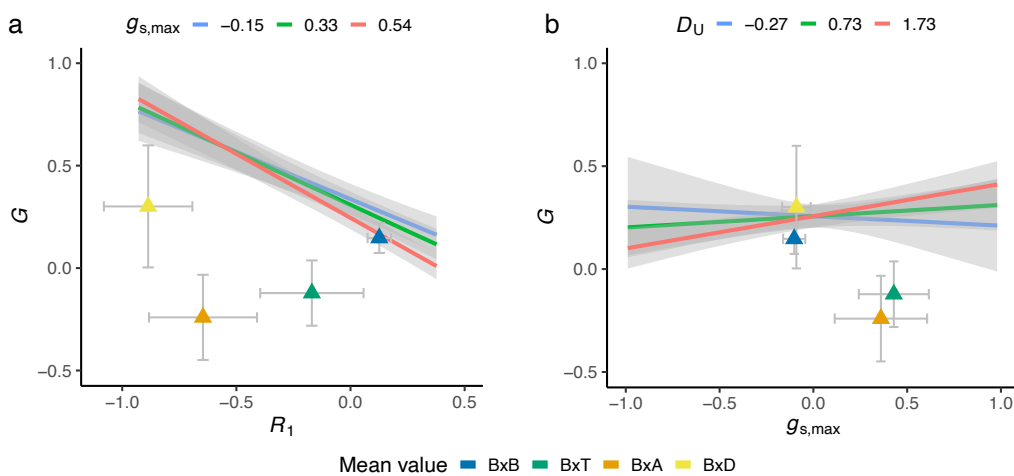 a
g_s,max −0.15 0.33 0.54
1.0
0.5
0.0
−0.5
G
−1.0 −0.5 0.0 0.5
R_1
b
D_U −0.27 0.73 1.73
1.0
0.5
0.0
−0.5
G
−1.0 −0.5 0.0 0.5 1.0
g_s,max
Mean value BxB BxT BxA BxD